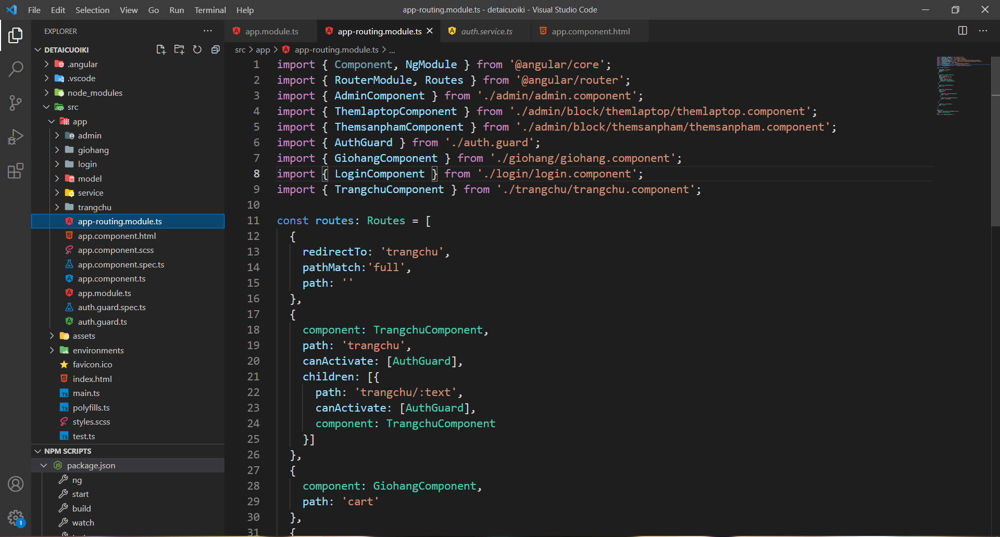 File Edit Selection View Go Run Terminal Help
app-routing.module.ts - detaicuoiki - Visual Studio Code
EXPLORER
DETAICUOIKI
.angular
.vscode
node_modules
src
app
admin
giohang
login
model
service
trangchu
app-routing.module.ts
app.component.html
app.component.scss
app.component.spec.ts
app.component.ts
app.module.ts
auth.guard.spec.ts
auth.guard.ts
assets
environments
favicon.ico
index.html
main.ts
polyfills.ts
styles.scss
test.ts
NPM SCRIPTS
package.json
ng
start
build
watch
1
app.module.ts app-routing.module.ts auth.service.ts app.component.html
src > app > app-routing.module.ts > ...
1 import { Component, NgModule } from '@angular/core';
2 import { RouterModule, Routes } from '@angular/router';
3 import { AdminComponent } from './admin/admin.component';
4 import { ThemlaptopComponent } from './admin/block/themlaptop/themlaptop.component';
5 import { ThemsanphamComponent } from './admin/block/themsanpham/themsanpham.component';
6 import { AuthGuard } from './auth.guard';
7 import { GiohangComponent } from './giohang/giohang.component';
8 import { LoginComponent } from './login/login.component';
9 import { TrangchuComponent } from './trangchu/trangchu.component';
10
11 const routes: Routes = [
12 {
13 redirectTo: 'trangchu',
14 pathMatch:'full',
15 path: ''
16 },
17 {
18 component: TrangchuComponent,
19 path: 'trangchu',
20 canActivate: [AuthGuard],
21 children: [{
22 path: 'trangchu/:text',
23 canActivate: [AuthGuard],
24 component: TrangchuComponent
25 }]
26 },
27 {
28 component: GiohangComponent,
29 path: 'cart'
30 },
31 {